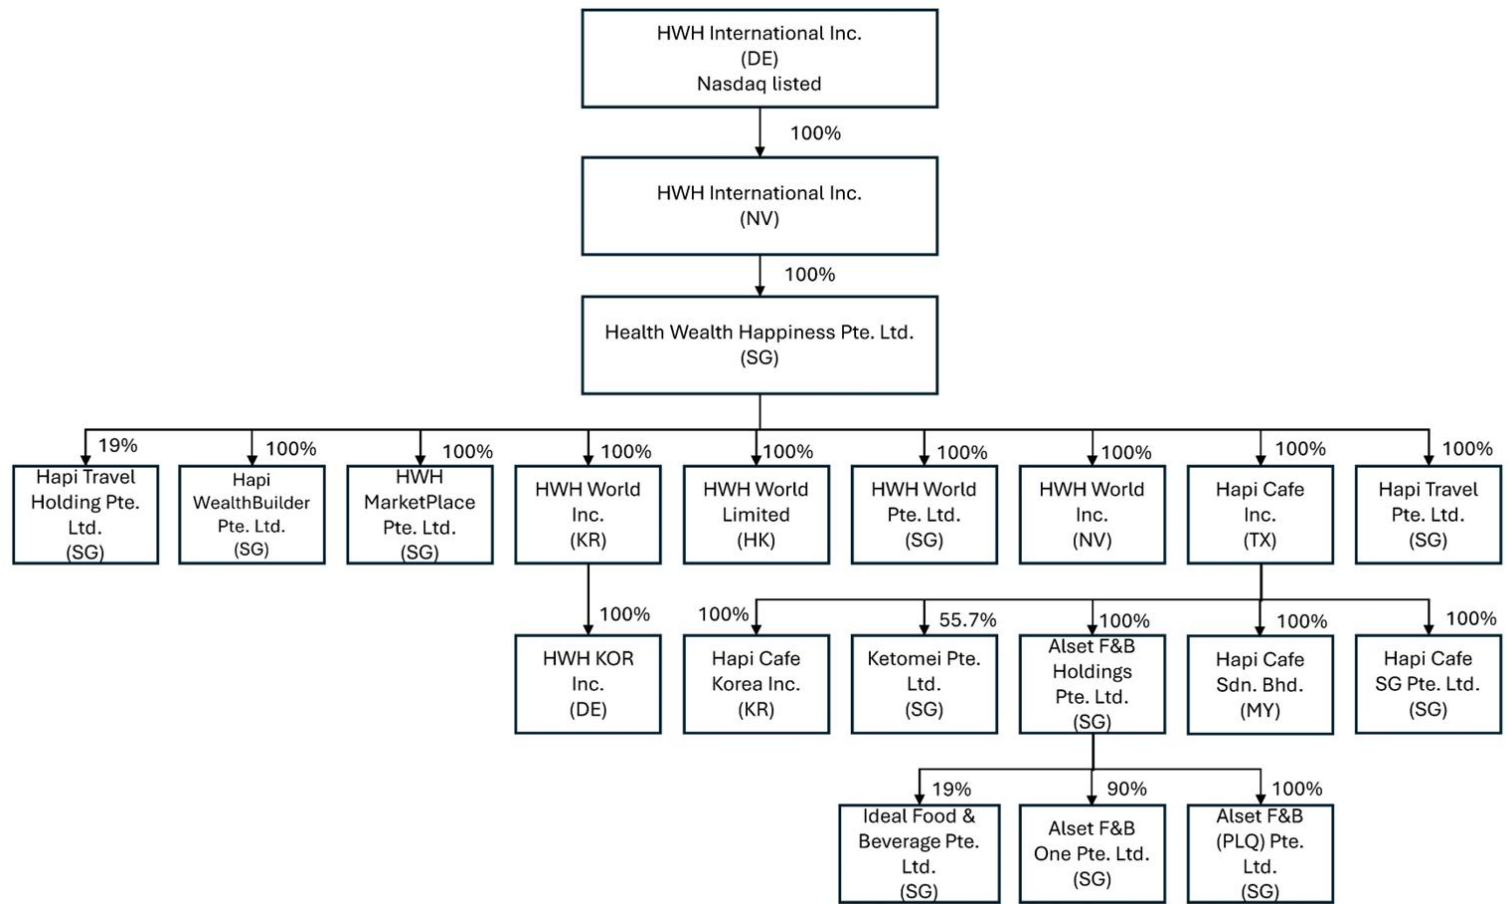 HWH International Inc.
(DE)
Nasdaq listed
100%
HWH International Inc.
(NV)
100%
Health Wealth Happiness Pte. Ltd.
(SG)
19%
100%
100%
100%
100%
100%
100%
100%
100%
Hapi Travel
Holding Pte.
Ltd.
(SG)
Hapi
WealthBuilder
Pte. Ltd.
(SG)
HWH
MarketPlace
Pte. Ltd.
(SG)
HWH World
Inc.
(KR)
HWH World
Limited
(HK)
HWH World
Pte. Ltd.
(SG)
HWH World
Inc.
(NV)
Hapi Cafe
Inc.
(TX)
Hapi Travel
Pte. Ltd.
(SG)
100%
100%
55.7%
100%
100%
100%
HWH KOR
Inc.
(DE)
Hapi Cafe
Korea Inc.
(KR)
Ketomei Pte.
Ltd.
(SG)
Alset F&B
Holdings
Pte. Ltd.
(SG)
Hapi Cafe
Sdn. Bhd.
(MY)
Hapi Cafe
SG Pte. Ltd.
(SG)
19%
90%
100%
Ideal Food &
Beverage Pte.
Ltd.
(SG)
Alset F&B
One Pte. Ltd.
(SG)
Alset F&B
(PLQ) Pte.
Ltd.
(SG)